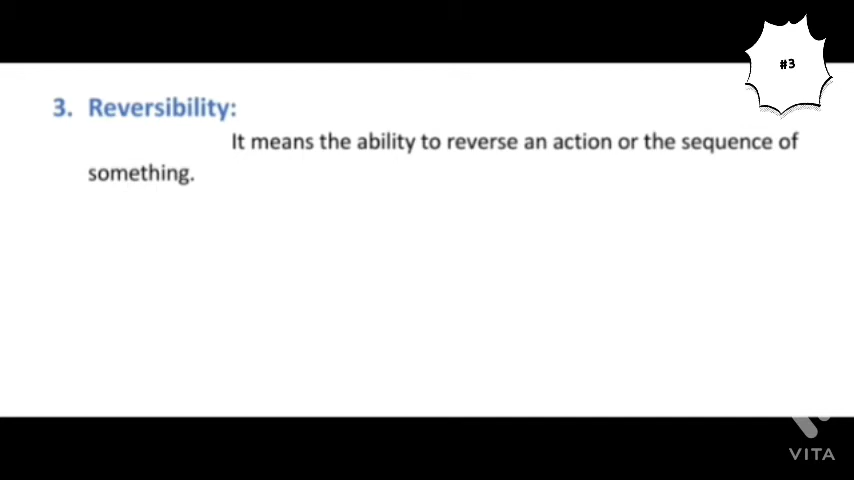 #3
3. Reversibility:
It means the ability to reverse an action or the sequence of
something.
VITA